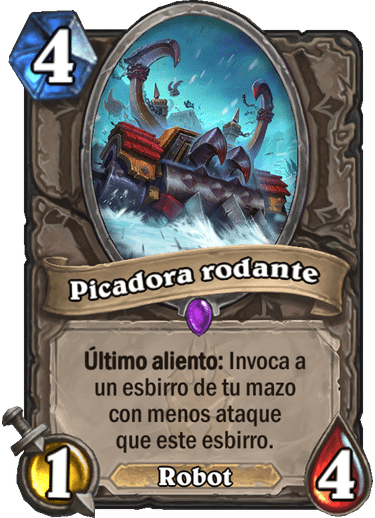 4
Picadora rodante
Último aliento: Invoca a
un esbirro de tu mazo
con menos ataque
que este esbirro.
1
Robot
4